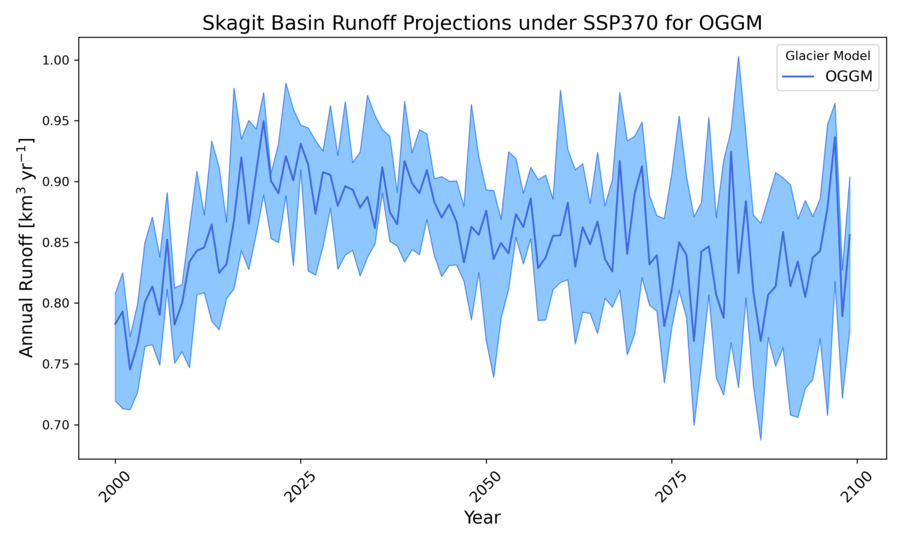 Skagit Basin Runoff Projections under SSP370 for OGGM
Glacier Model
OGGM
Annual Runoff [km³ yr⁻¹]
1.00
0.95
0.90
0.85
0.80
0.75
0.70
2000
2025
2050
2075
2100
Year